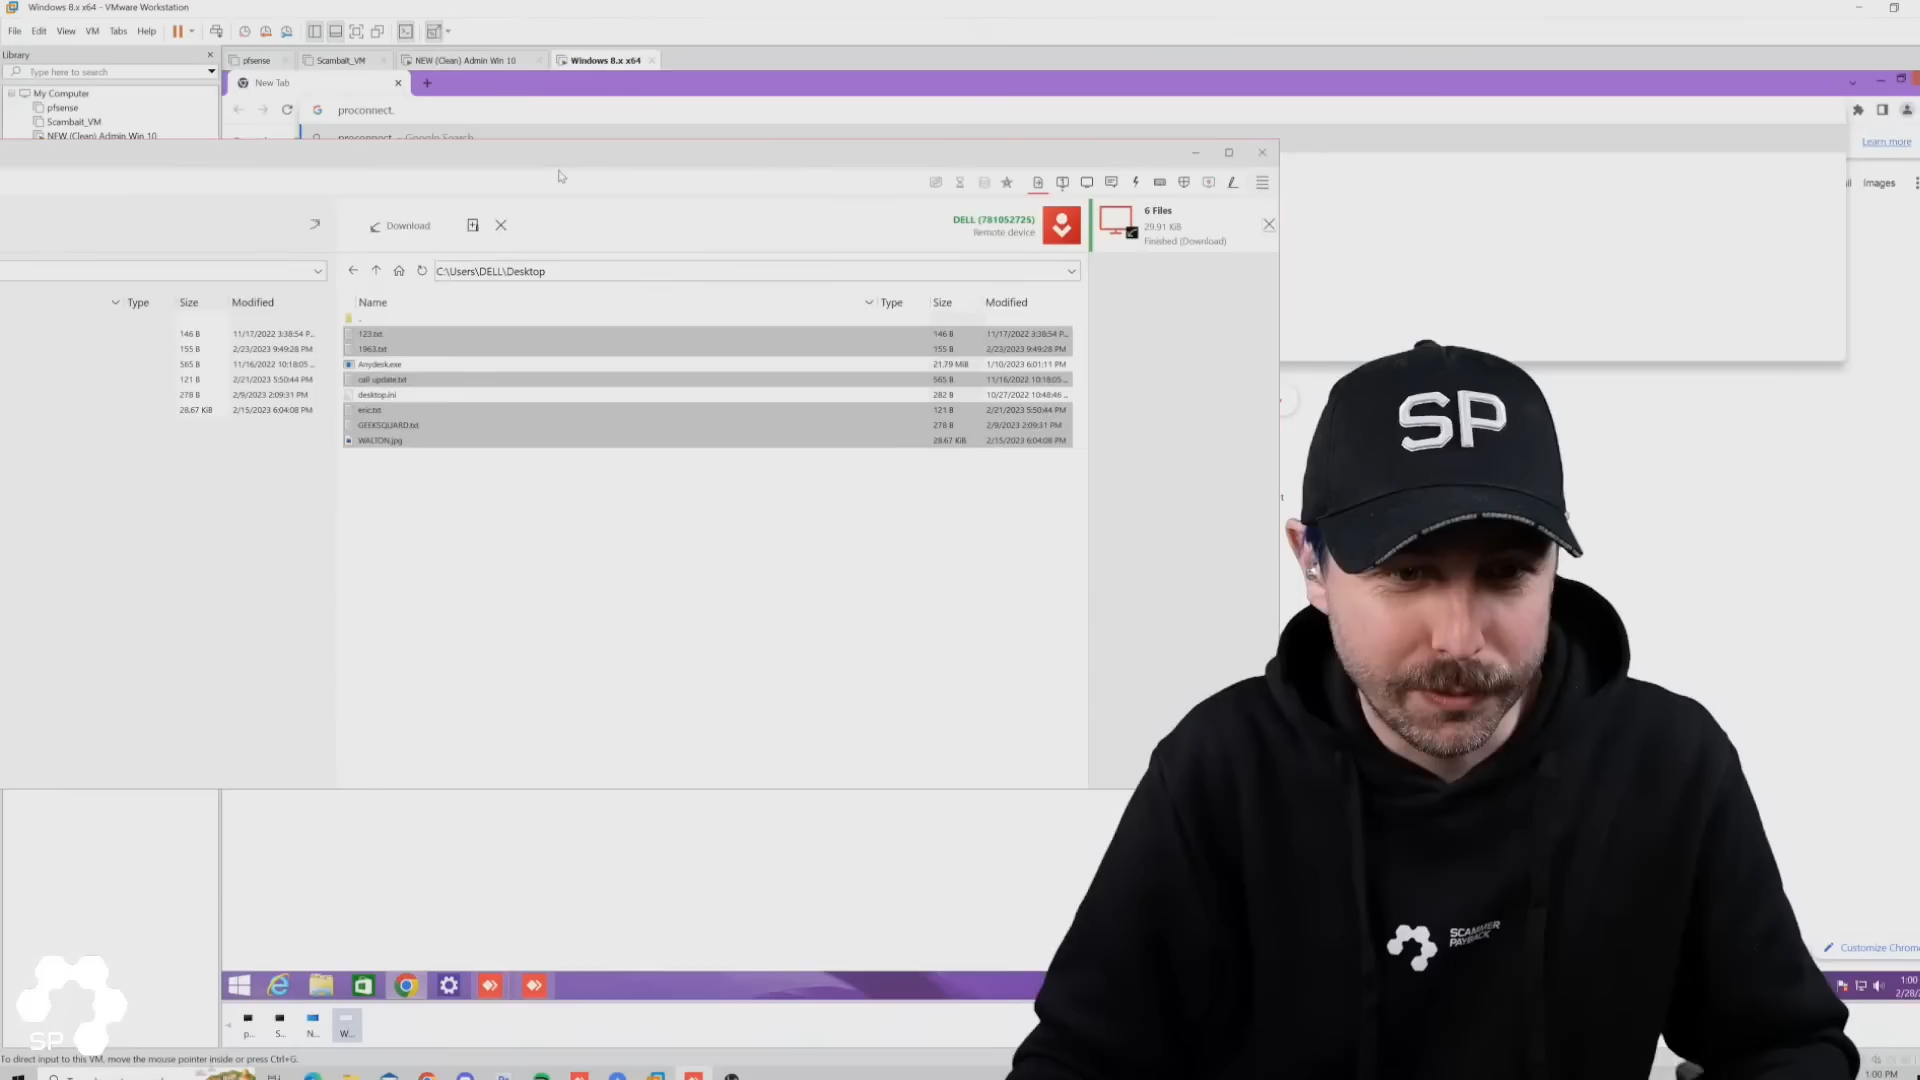 Windows 8.x x64 - VMware Workstation
File Edit View VM Tabs Help
Library
Type here to search
My Computer
pfsense
Scambait_VM
NEW (Clean) Admin Win 10
pfsense
Scambait_VM
NEW (Clean) Admin Win 10
Windows 8.x x64
New Tab
proconnect.
proconnect - Google Search
Learn more
Images
Download
DELL (781052725)
Remote device
6 Files
29.91 KiB
Finished (Download)
C:\Users\DELL\Desktop
Type Size Modified
146 B 11/17/2022 3:38:54 P...
155 B 2/23/2023 9:49:28 PM
565 B 11/16/2022 10:18:05 ...
121 B 2/21/2023 5:50:44 PM
278 B 2/9/2023 2:09:31 PM
28.67 KiB 2/15/2023 6:04:08 PM
Name Type Size Modified
..
123.txt 146 B 11/17/2022 3:38:54 P...
1963.txt 155 B 2/23/2023 9:49:28 PM
Anydesk.exe 21.79 MiB 1/10/2023 6:01:11 PM
call update.txt 565 B 11/16/2022 10:18:05 ...
desktop.ini 282 B 10/27/2022 10:48:46 ...
eric.txt 121 B 2/21/2023 5:50:44 PM
GEEKSQUARD.txt 278 B 2/9/2023 2:09:31 PM
WALTON.jpg 28.67 KiB 2/15/2023 6:04:08 PM
SP
SCAMMER
PAYBACK
Customize Chrome
1:00
2/28/2
SP
p...
S...
N...
W...
To direct input to this VM, move the mouse pointer inside or press Ctrl+G.
1:00 PM